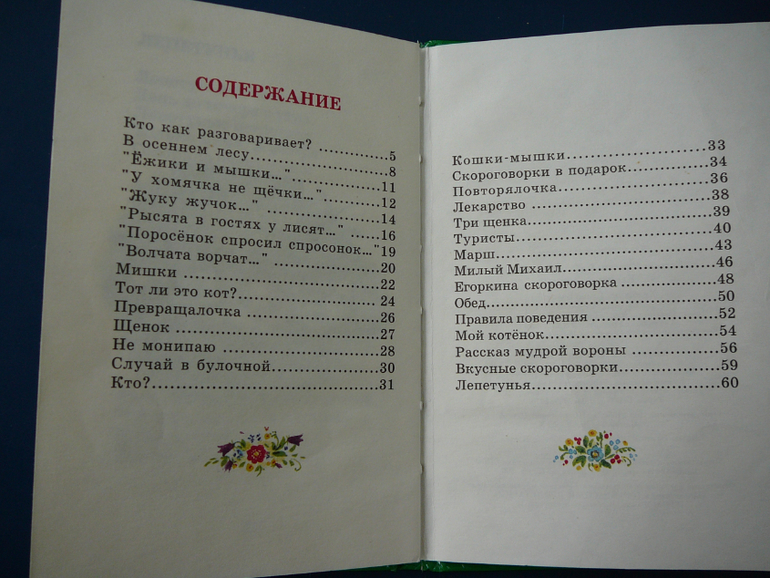 СОДЕРЖАНИЕ
Кто как разговаривает? ............5
В осеннем лесу....................8
"Ёжики и мышки..." ..............11
"У хомячка не щёчки..." ........12
"Жуку жучок..." ..................14
"Рысята в гостях у лисят..." .....16
"Поросёнок спросил спросонок..."19
"Волчата ворчат..." ..............20
Мишки ............................22
Тот ли это кот?...................24
Превращалочка ...................26
Щенок ............................27
Не монипаю .......................28
Случай в булочной................30
Кто?..............................31
Кошки-мышки.....................33
Скороговорки в подарок ..........34
Повторялочка.....................36
Лекарство ........................38
Три щенка........................39
Туристы..........................40
Марш.............................43
Милый Михаил....................46
Егоркина скороговорка ...........48
Обед..............................50
Правила поведения ...............52
Мой котёнок......................54
Рассказ мудрой вороны ...........56
Вкусные скороговорки.............59
Лепетунья........................60